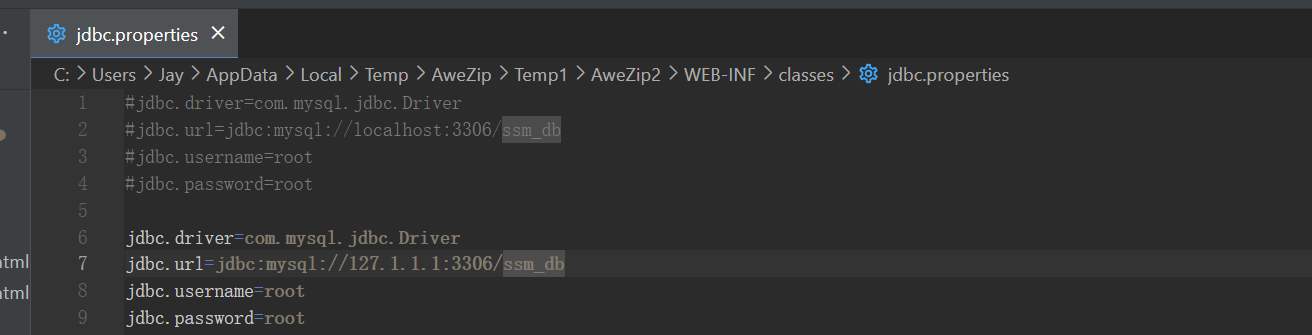 jdbc.properties
C: > Users > Jay > AppData > Local > Temp > AweZip > Temp1 > AweZip2 > WEB-INF > classes > jdbc.properties
1 #jdbc.driver=com.mysql.jdbc.Driver
2 #jdbc.url=jdbc:mysql://localhost:3306/ssm_db
3 #jdbc.username=root
4 #jdbc.password=root
5
6 jdbc.driver=com.mysql.jdbc.Driver
7 jdbc.url=jdbc:mysql://127.1.1.1:3306/ssm_db
html 8 jdbc.username=root
html 9 jdbc.password=root